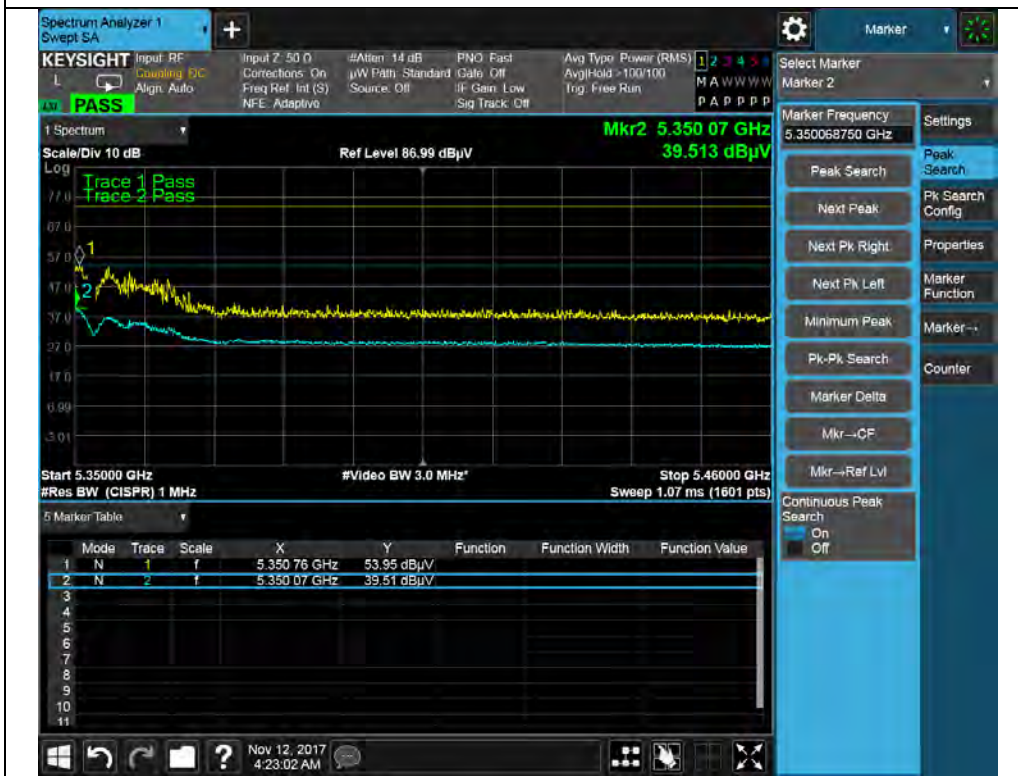 Spectrum Analyzer 1
Swept SA
+
Marker
KEYSIGHT Input: RF Input Z: 50 Ω #Atten: 14 dB PNO: Fast Avg Type: Power (RMS) 1 2 3 4 5 6
L Coupling: DC Corrections: On µW Path: Standard Gate: Off Avg|Hold: >100/100 M A W W W W
Align: Auto Freq Ref: Int (S) Source: Off IF Gain: Low Trig: Free Run P A P P P P
PASS NFE: Adaptive Sig Track: Off
Select Marker
Marker 2
1 Spectrum
Mkr2 5.350 07 GHz
Scale/Div 10 dB Ref Level 86.99 dBµV 39.513 dBµV
Log
Trace 1 Pass
Trace 2 Pass
77.0
67.0
57.0
47.0
37.0
27.0
17.0
6.99
-3.01
1
2
Start 5.35000 GHz #Video BW 3.0 MHz* Stop 5.46000 GHz
#Res BW (CISPR) 1 MHz Sweep 1.07 ms (1601 pts)
5 Marker Table
Mode Trace Scale X Y Function Function Width Function Value
1 N 1 f 5.350 76 GHz 53.95 dBµV
2 N 2 f 5.350 07 GHz 39.51 dBµV
3
4
5
6
7
8
9
10
11
Marker Frequency
5.350068750 GHz
Peak Search
Next Peak
Next Pk Right
Next Pk Left
Minimum Peak
Pk-Pk Search
Marker Delta
Mkr→CF
Mkr→Ref Lvl
Continuous Peak
Search
On
Off
Settings
Peak
Search
Pk Search
Config
Properties
Marker
Function
Marker→
Counter
?
Nov 12, 2017
4:23:02 AM